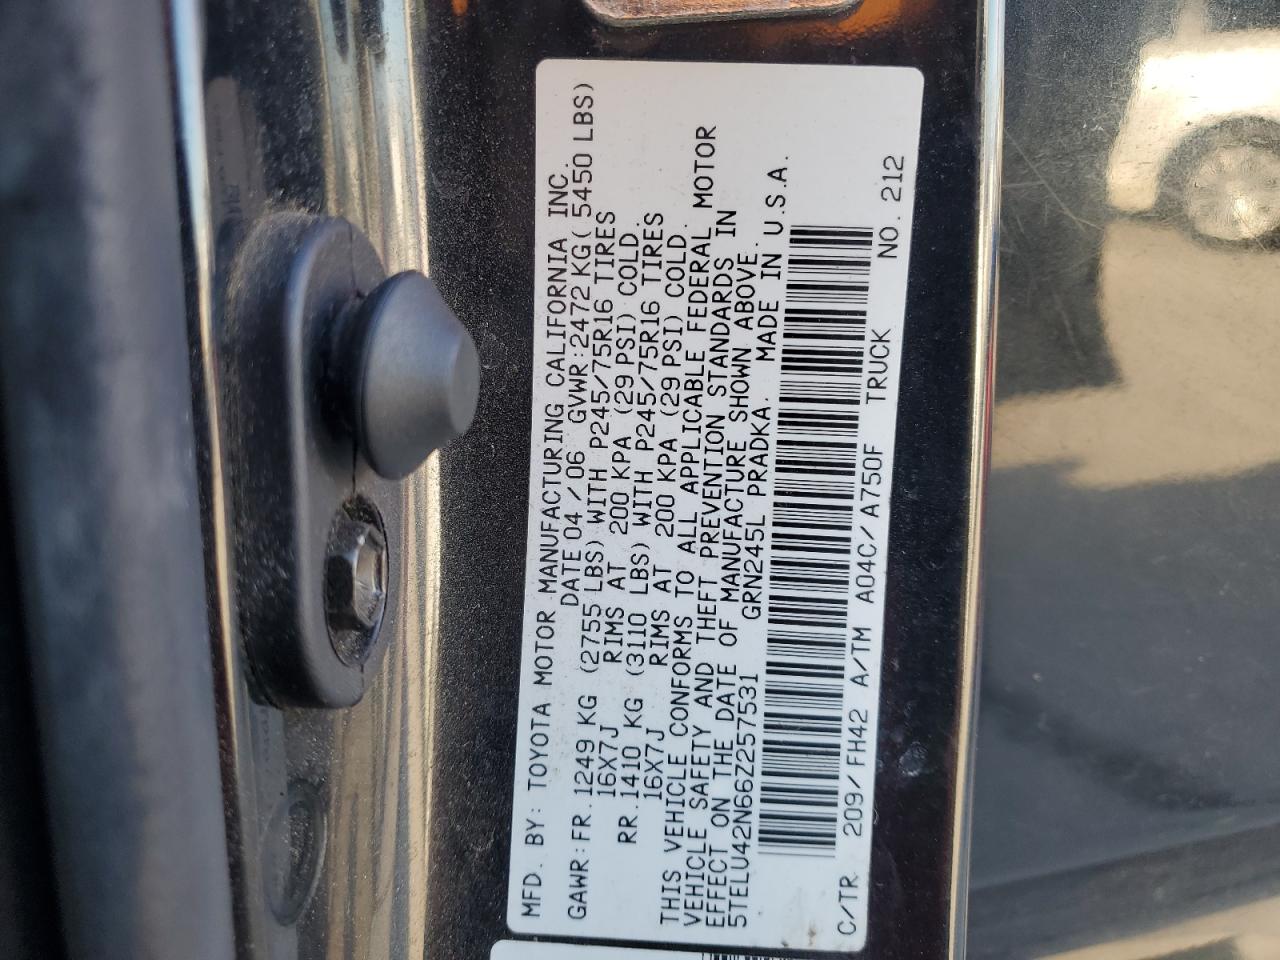 MFD. BY: TOYOTA MOTOR MANUFACTURING CALIFORNIA INC.
DATE 04 / 06 GVWR: 2472 KG ( 5450 LBS)
GAWR: FR. 1249 KG (2755 LBS) WITH P245/75R16 TIRES
16X7J RIMS AT 200 KPA (29 PSI) COLD.
RR. 1410 KG (3110 LBS) WITH P245/75R16 TIRES
16X7J RIMS AT 200 KPA (29 PSI) COLD.
THIS VEHICLE CONFORMS TO ALL APPLICABLE FEDERAL MOTOR
VEHICLE SAFETY AND THEFT PREVENTION STANDARDS IN
EFFECT ON THE DATE OF MANUFACTURE SHOWN ABOVE.
5TELU42N66Z257531 GRN245L PRADKA. MADE IN U.S.A.
C/TR 209/ FH42 A/TM A04C/ A750F TRUCK NO. 212